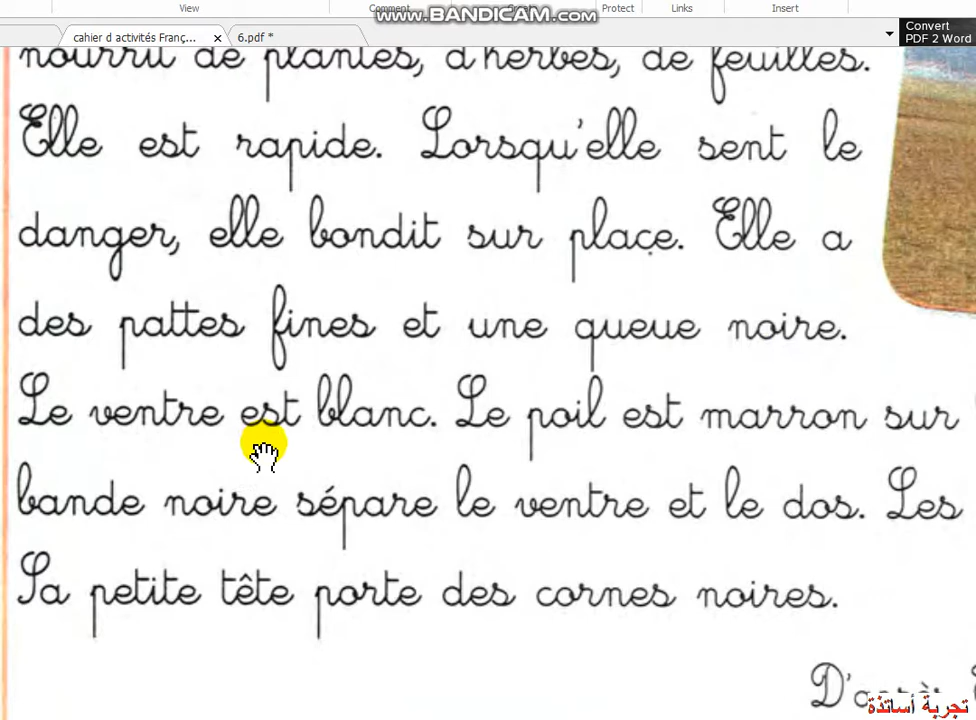 View Comment Protect Links Insert
www.BANDICAM.com
cahier d activités Franç... x 6.pdf *
Convert
PDF 2 Word
nourrit de plantes, d'herbes, de feuilles.
Elle est rapide. Lorsqu'elle sent le
danger, elle bondit sur place. Elle a
des pattes fines et une queue noire.
Le ventre est blanc. Le poil est marron sur
bande noire sépare le ventre et le dos. Les
Sa petite tête porte des cornes noires.
D'après
تجربة أساتذة